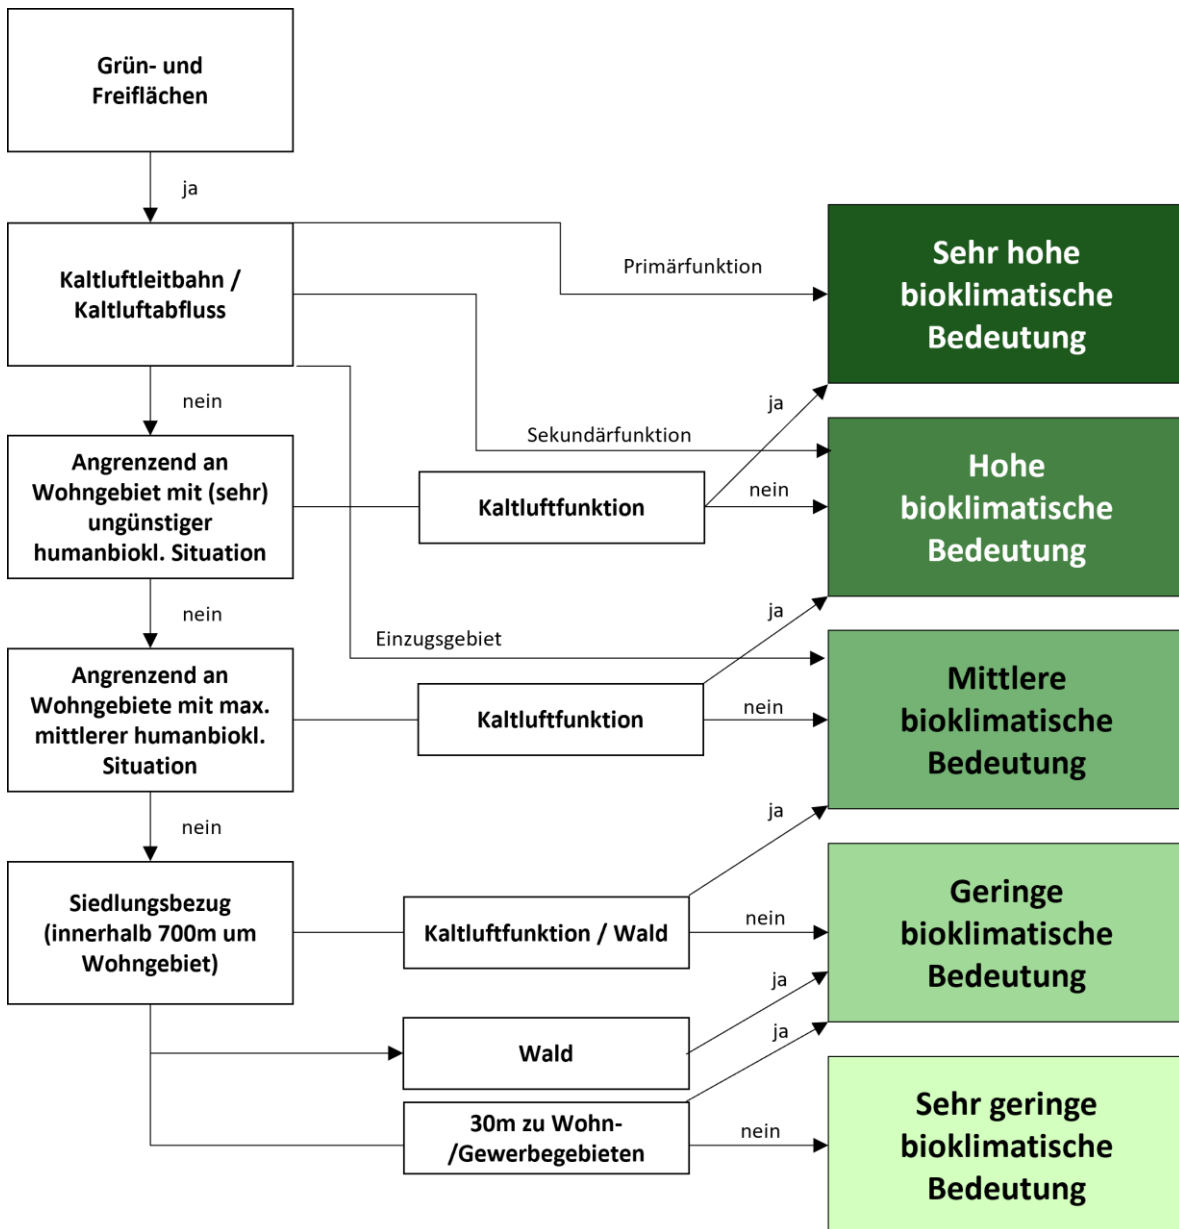 Grün- und
Freiflächen
ja
Kaltluftleitbahn /
Kaltluftabfluss
Primärfunktion
Sehr hohe
bioklimatische
Bedeutung
nein
ja
Sekundärfunktion
Angrenzend an
Wohngebiet mit (sehr)
ungünstiger
humanbiokl. Situation
Kaltluftfunktion
nein
Hohe
bioklimatische
Bedeutung
nein
ja
Einzugsgebiet
Angrenzend an
Wohngebiete mit max.
mittlerer humanbiokl.
Situation
Kaltluftfunktion
nein
Mittlere
bioklimatische
Bedeutung
nein
ja
Siedlungsbezug
(innerhalb 700m um
Wohngebiet)
Kaltluftfunktion / Wald
nein
Geringe
bioklimatische
Bedeutung
ja
Wald
ja
30m zu Wohn-
/Gewerbegebieten
nein
Sehr geringe
bioklimatische
Bedeutung